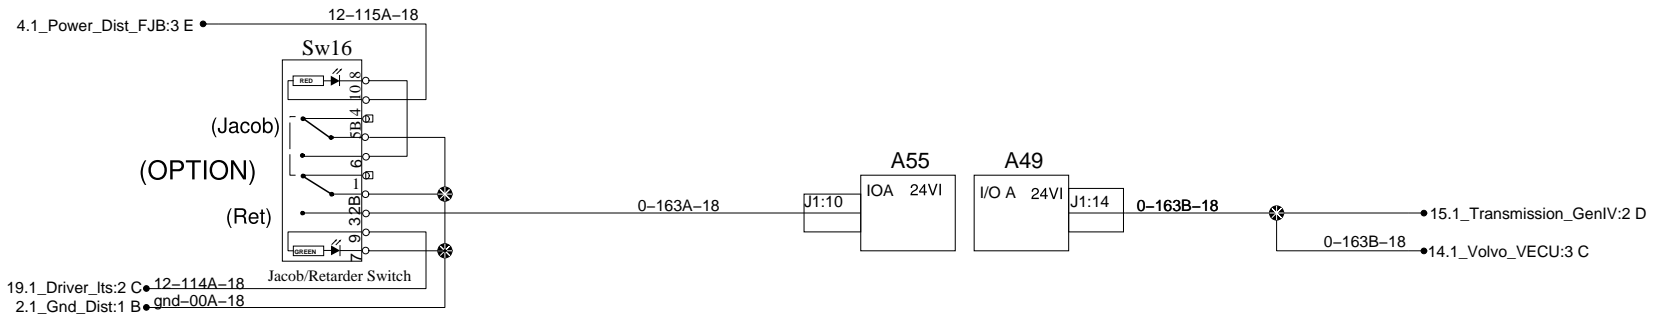 12-115A-18
4.1_Power_Dist_FJB:3 E
Sw16
RED
8
10
4
(Jacob)
5B
6
(OPTION)
1
2B
(Ret)
3
9
GREEN
7
Jacob/Retarder Switch
19.1_Driver_lts:2 C
12-114A-18
2.1_Gnd_Dist:1 B
gnd-00A-18
0-163A-18
A55
IOA 24VI
J1:10
A49
I/O A 24VI
J1:14
0-163B-18
15.1_Transmission_GenIV:2 D
0-163B-18
14.1_Volvo_VECU:3 C